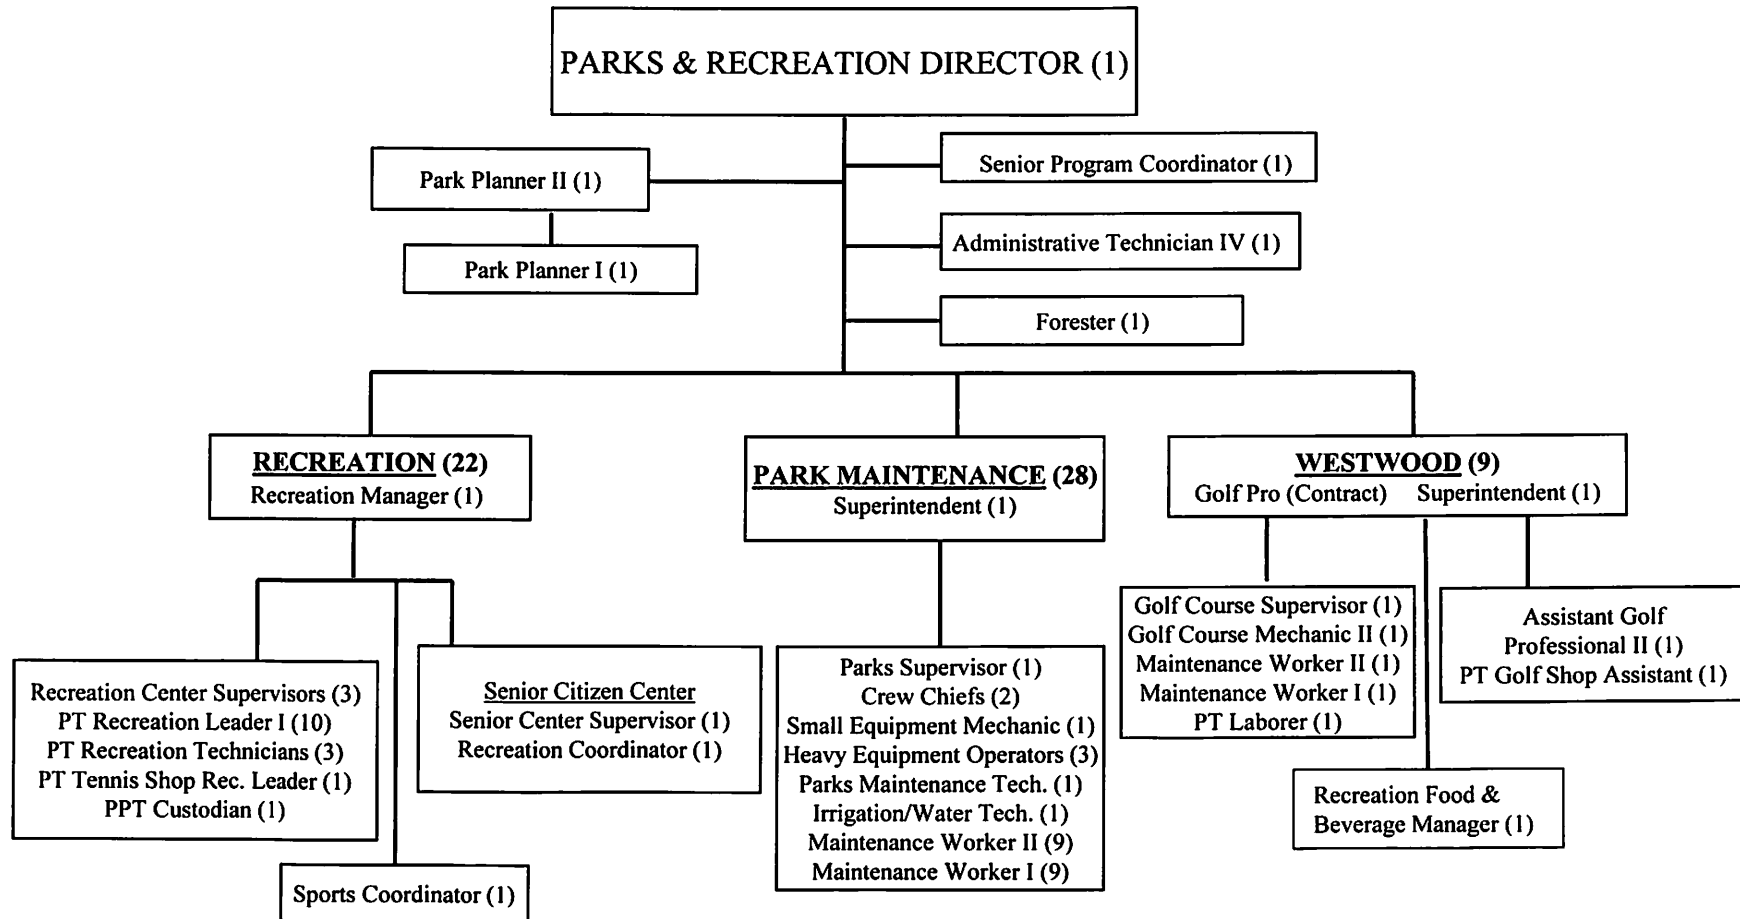 PARKS & RECREATION DIRECTOR (1)
Park Planner II (1)
Park Planner I (1)
Senior Program Coordinator (1)
Administrative Technician IV (1)
Forester (1)
RECREATION (22)
Recreation Manager (1)
PARK MAINTENANCE (28)
Superintendent (1)
WESTWOOD (9)
Golf Pro (Contract) Superintendent (1)
Recreation Center Supervisors (3)
PT Recreation Leader I (10)
PT Recreation Technicians (3)
PT Tennis Shop Rec. Leader (1)
PPT Custodian (1)
Sports Coordinator (1)
Senior Citizen Center
Senior Center Supervisor (1)
Recreation Coordinator (1)
Parks Supervisor (1)
Crew Chiefs (2)
Small Equipment Mechanic (1)
Heavy Equipment Operators (3)
Parks Maintenance Tech. (1)
Irrigation/Water Tech. (1)
Maintenance Worker II (9)
Maintenance Worker I (9)
Golf Course Supervisor (1)
Golf Course Mechanic II (1)
Maintenance Worker II (1)
Maintenance Worker I (1)
PT Laborer (1)
Recreation Food &
Beverage Manager (1)
Assistant Golf
Professional II (1)
PT Golf Shop Assistant (1)